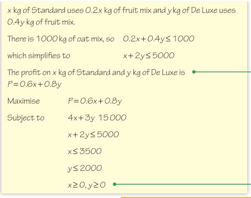 x kg of Standard uses 0.2x kg of fruit mix and y kg of De Luxe uses
0.4y kg of fruit mix.
There is 1000 kg of oat mix, so 0.2x + 0.4y ≤ 1000
which simplifies to x + 2y ≤ 5000
The profit on x kg of Standard and y kg of De Luxe is
P = 0.6x + 0.8y
Maximise P = 0.6x + 0.8y
Subject to 4x + 3y 15 000
x + 2y ≤ 5000
x ≤ 3500
y ≤ 2000
x ≥ 0, y ≥ 0